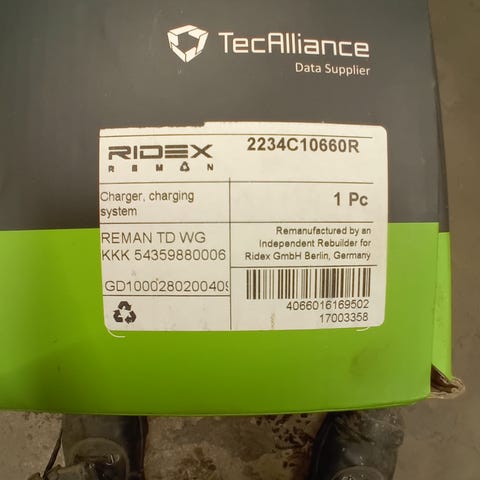 TecAlliance
Data Supplier
RIDEX
REMAN
2234C10660R
Charger, charging
system
1 Pc
REMAN TD WG
KKK 54359880006
GD100028020040
Remanufactured by an
Independent Rebuilder for
Ridex GmbH Berlin, Germany
4066016169502
17003358